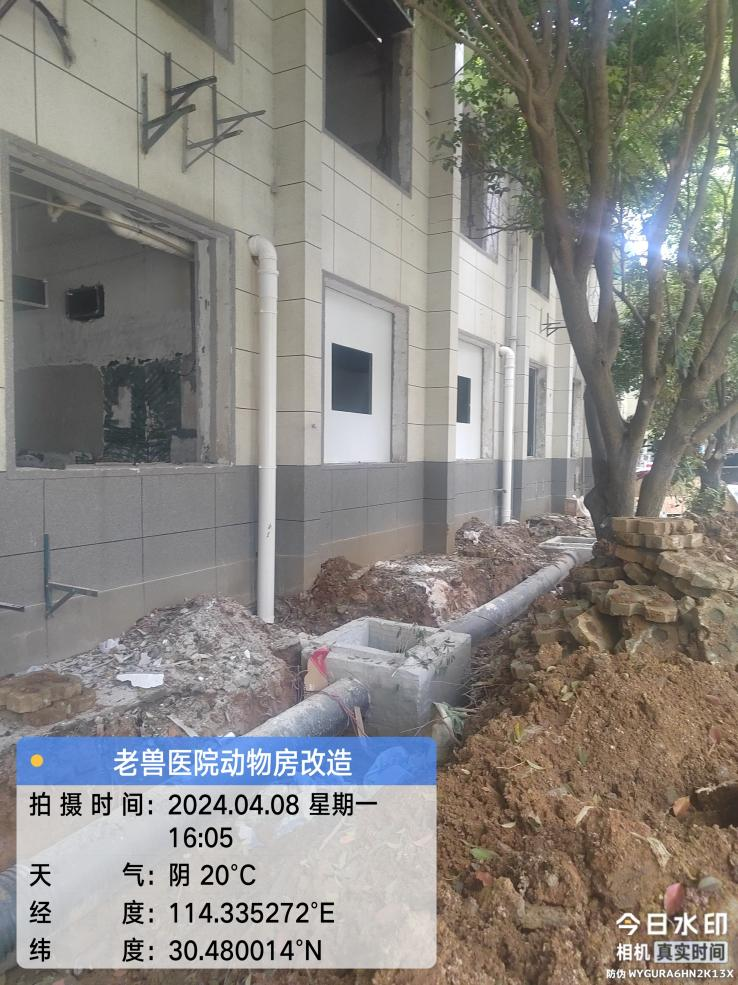 老兽医院动物房改造
拍摄时间：2024.04.08 星期一
16:05
天气：阴 20°C
经度：114.335272°E
纬度：30.480014°N
今日水印
相机 真实时间
防伪 WYGURA6HN2K13X